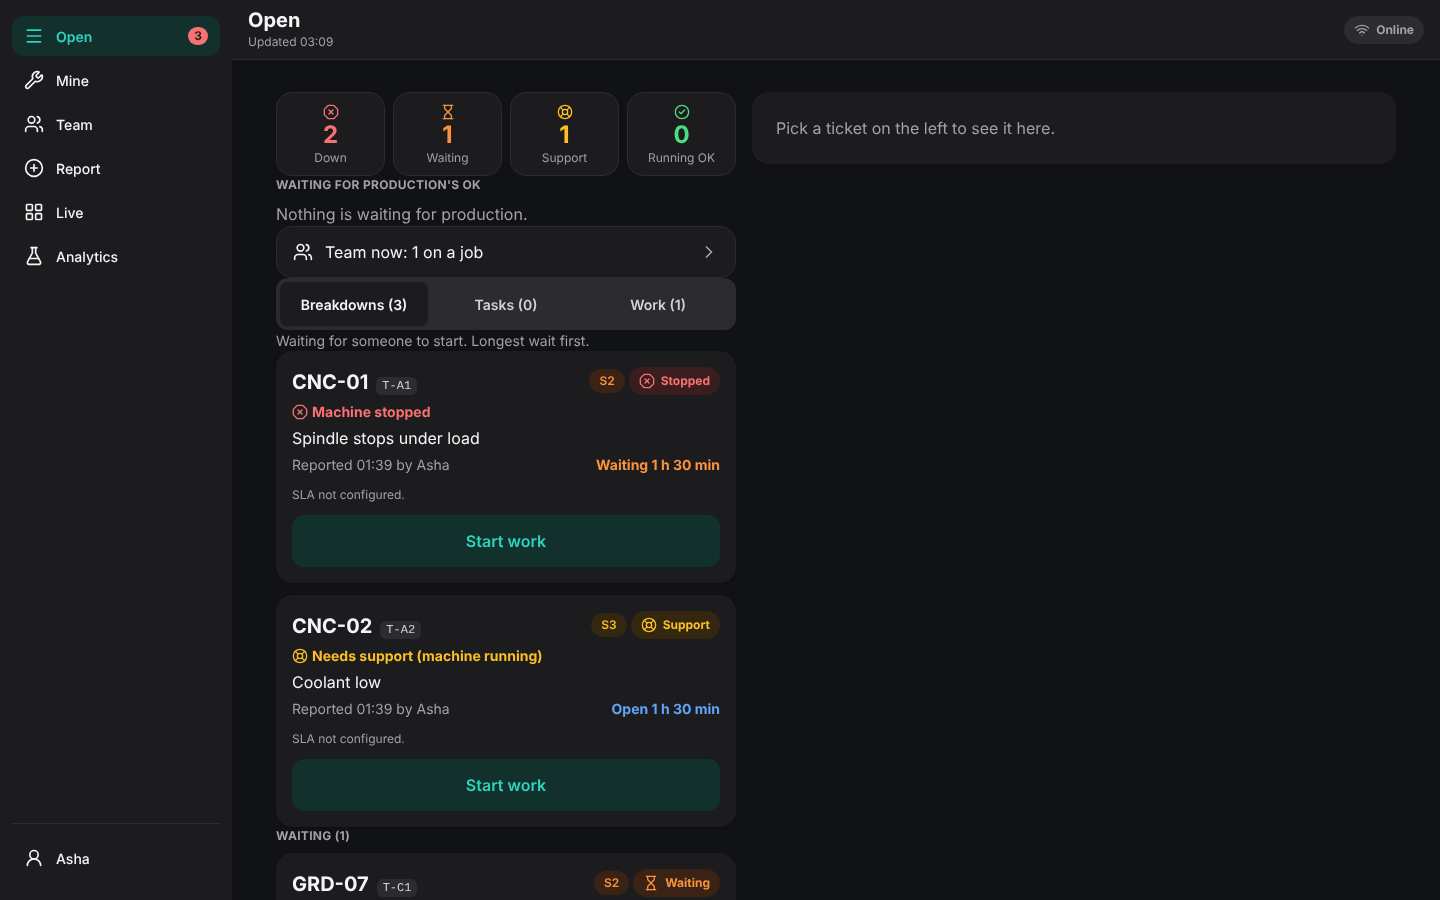 Open
3
Mine
Team
Report
Live
Analytics
Asha
Open
Updated 03:09
Online
2
Down
1
Waiting
1
Support
0
Running OK
WAITING FOR PRODUCTION'S OK
Nothing is waiting for production.
Team now: 1 on a job
Breakdowns (3)
Tasks (0)
Work (1)
Waiting for someone to start. Longest wait first.
CNC-01 T-A1 S2 Stopped
Machine stopped
Spindle stops under load
Reported 01:39 by Asha Waiting 1 h 30 min
SLA not configured.
Start work
CNC-02 T-A2 S3 Support
Needs support (machine running)
Coolant low
Reported 01:39 by Asha Open 1 h 30 min
SLA not configured.
Start work
WAITING (1)
GRD-07 T-C1 S2 Waiting
Pick a ticket on the left to see it here.